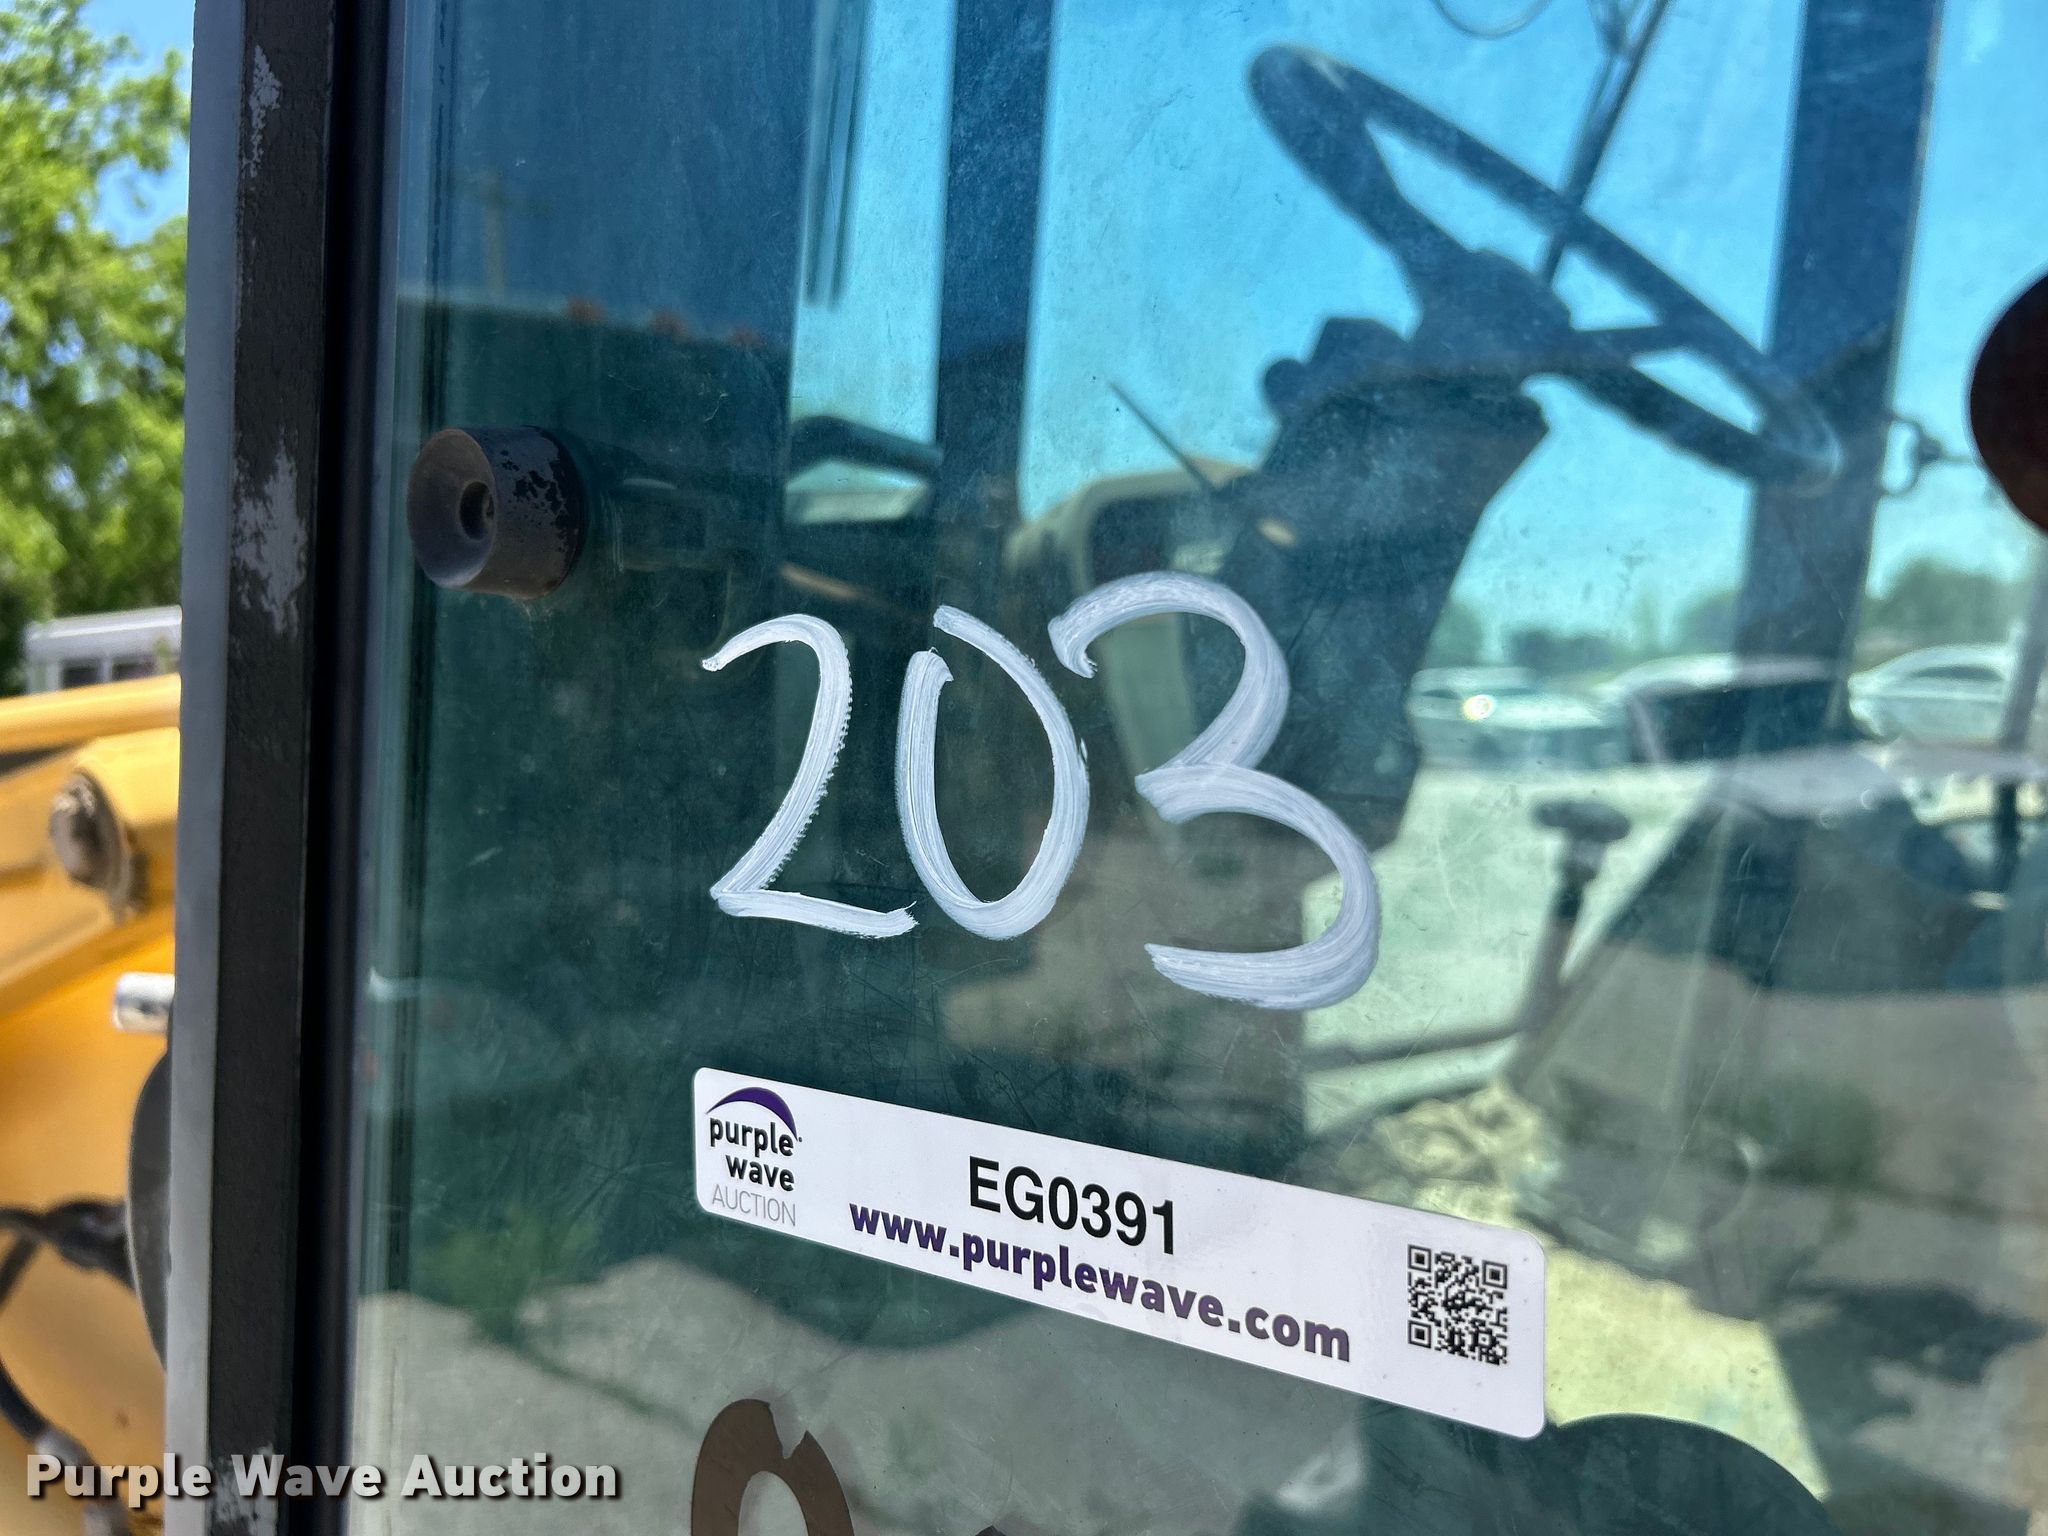 203
purple
wave
AUCTION
EG0391
www.purplewave.com
Purple Wave Auction